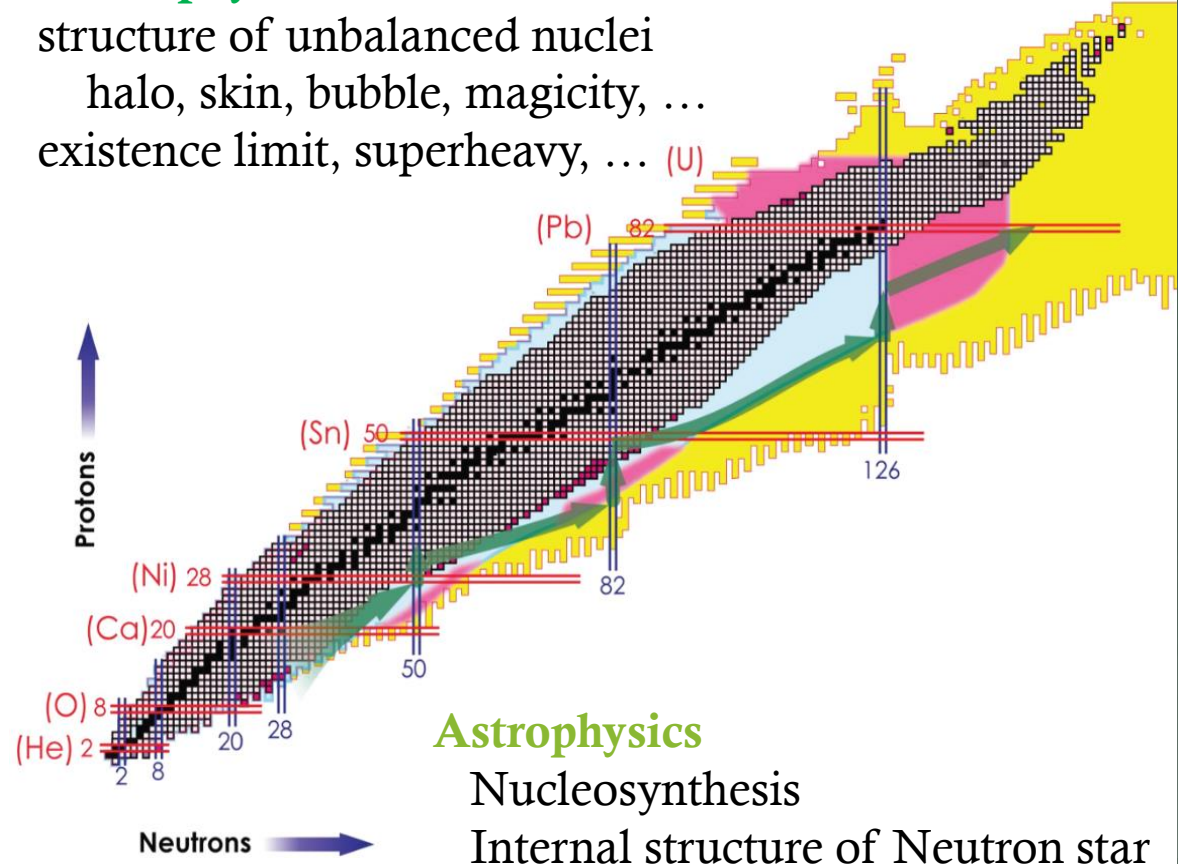 structure of unbalanced nuclei
halo, skin, bubble, magicity, …
existence limit, superheavy, …
(U)
(Pb) 82
(Sn) 50
126
Protons
(Ni) 28
82
(Ca) 20
50
(O) 8
28
20
(He) 2
2
8
Astrophysics
Nucleosynthesis
Internal structure of Neutron star
Neutrons